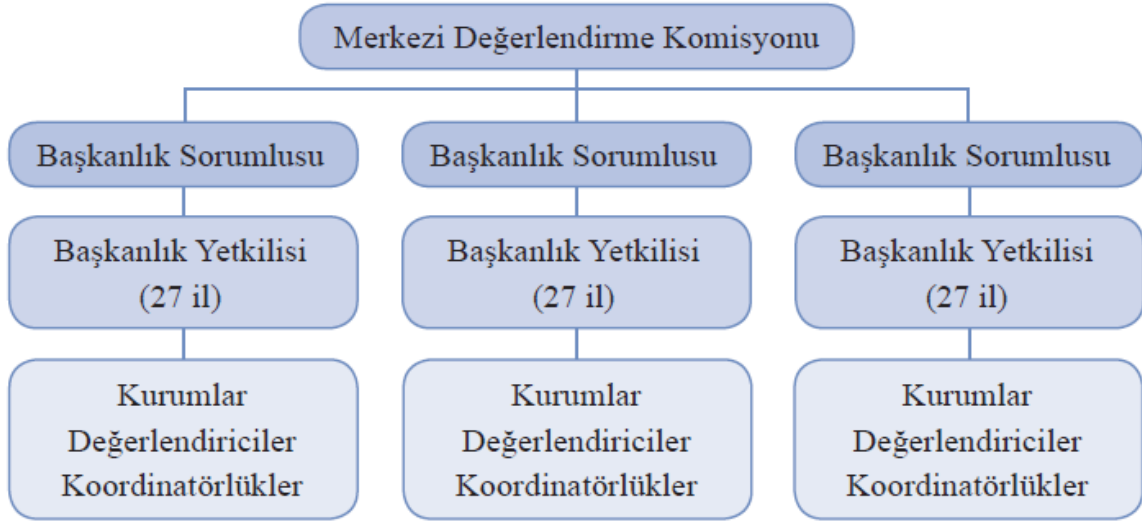 Merkezi Değerlendirme Komisyonu
Başkanlık Sorumlusu
Başkanlık Sorumlusu
Başkanlık Sorumlusu
Başkanlık Yetkilisi
(27 il)
Başkanlık Yetkilisi
(27 il)
Başkanlık Yetkilisi
(27 il)
Kurumlar
Değerlendiriciler
Koordinatörlükler
Kurumlar
Değerlendiriciler
Koordinatörlükler
Kurumlar
Değerlendiriciler
Koordinatörlükler